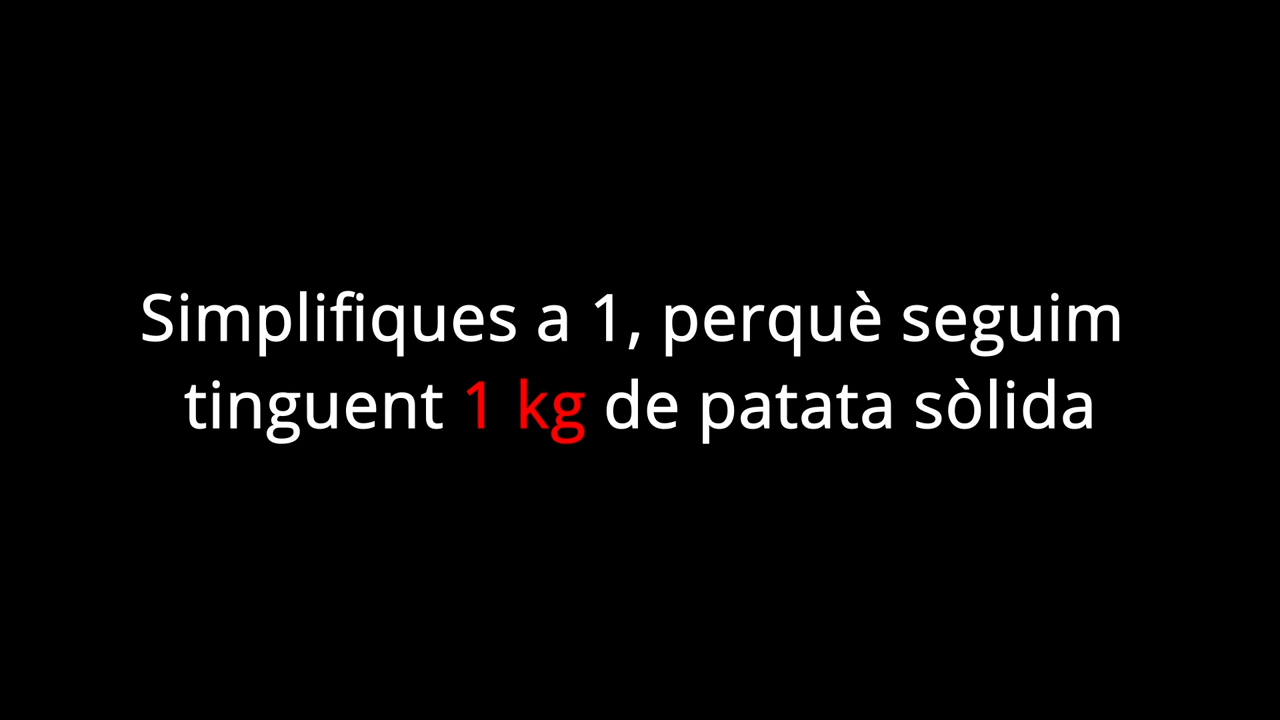 Simplifiques a 1, perquè seguim
tinguent 1 kg de patata sòlida